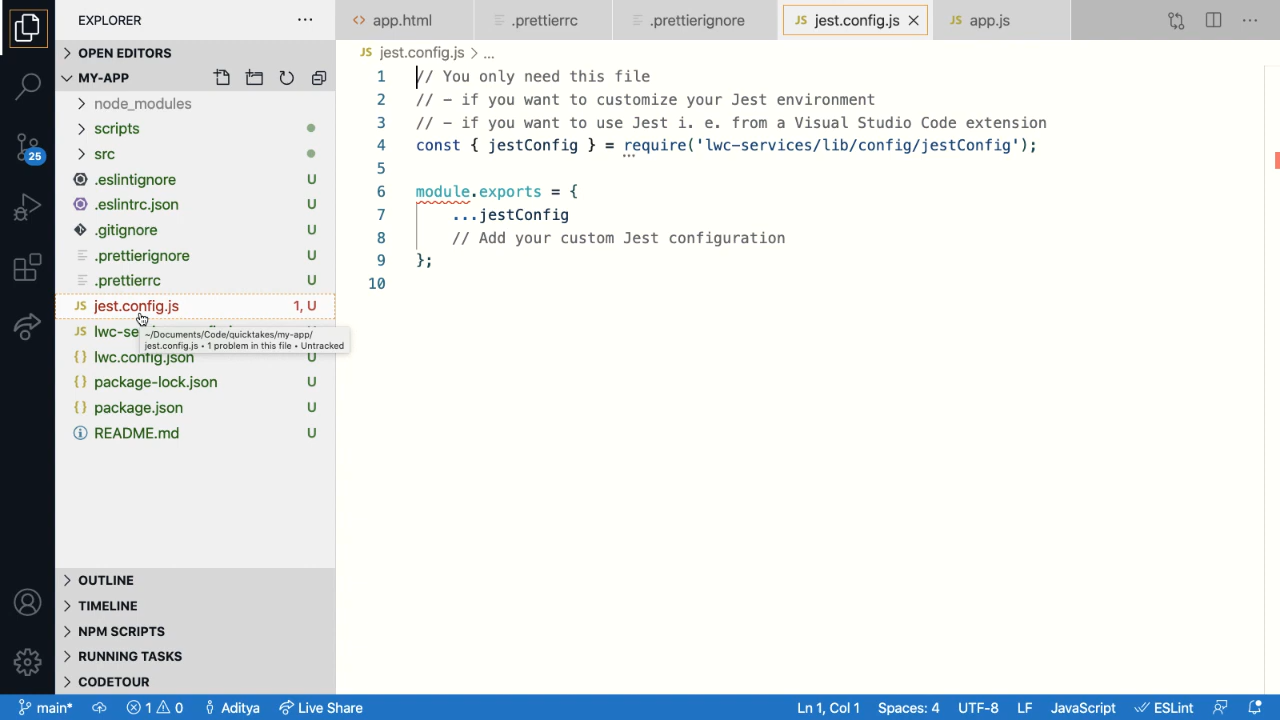 EXPLORER
app.html
.prettierrc
.prettierignore
JS jest.config.js
JS app.js
OPEN EDITORS
MY-APP
node_modules
scripts
src
.eslintignore U
.eslintrc.json U
.gitignore U
.prettierignore U
.prettierrc U
JS jest.config.js 1, U
JS lwc-se
~/Documents/Code/quicktakes/my-app/
jest.config.js • 1 problem in this file • Untracked
{} lwc.config.json U
{} package-lock.json U
{} package.json U
README.md U
25
OUTLINE
TIMELINE
NPM SCRIPTS
RUNNING TASKS
CODETOUR
JS jest.config.js > ...
1 // You only need this file
2 // - if you want to customize your Jest environment
3 // - if you want to use Jest i. e. from a Visual Studio Code extension
4 const { jestConfig } = require('lwc-services/lib/config/jestConfig');
5
6 module.exports = {
7 ...jestConfig
8 // Add your custom Jest configuration
9 };
10
main* 1 0 Aditya Live Share Ln 1, Col 1 Spaces: 4 UTF-8 LF JavaScript ESLint